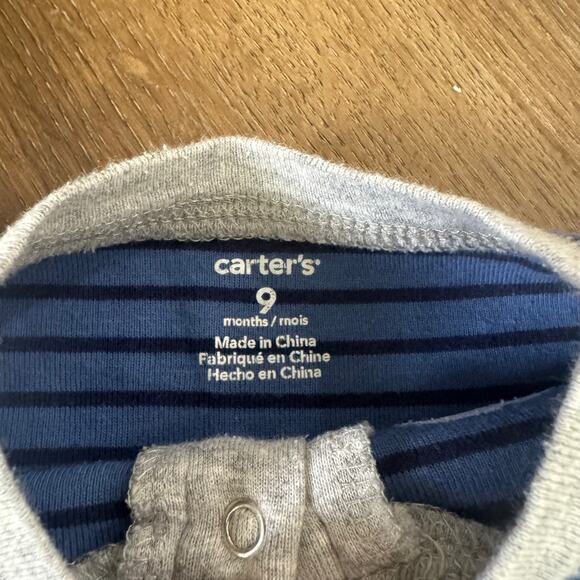 carter's
9
months / mois
Made in China
Fabriqué en Chine
Hecho en China